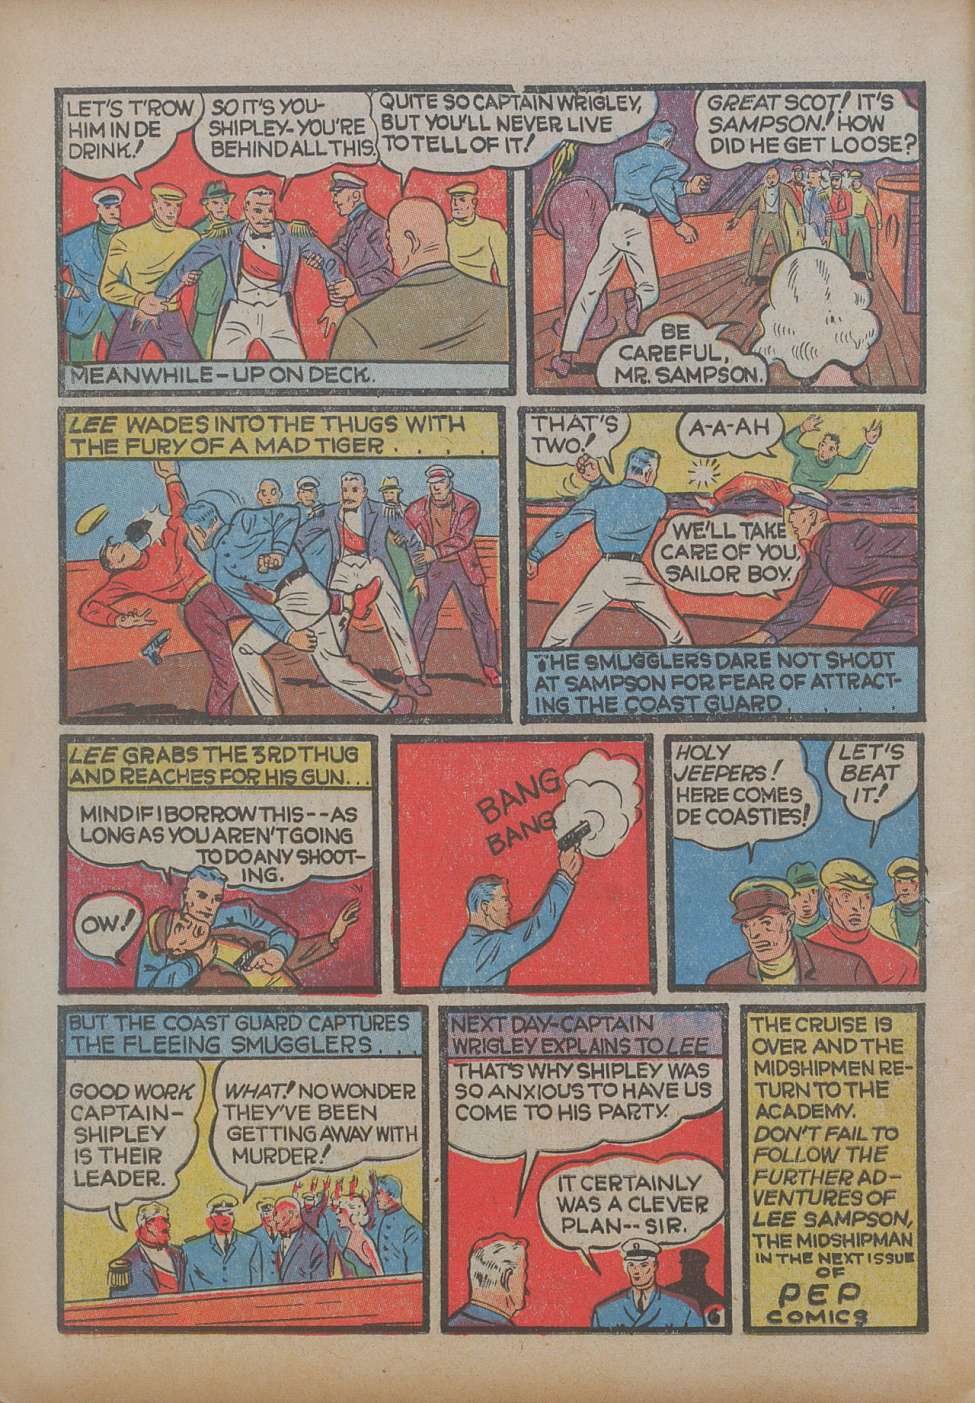 LET'S T'ROW
HIM IN DE
DRINK!
SO IT'S YOU-
SHIPLEY-YOU'RE
BEHIND ALL THIS.
QUITE SO CAPTAIN WRIGLEY,
BUT YOU'LL NEVER LIVE
TO TELL OF IT!
MEANWHILE-UP ON DECK.
GREAT SCOT! IT'S
SAMPSON! HOW
DID HE GET LOOSE?
BE
CAREFUL,
MR. SAMPSON.
LEE WADES INTO THE THUGS WITH
THE FURY OF A MAD TIGER . . . .
THAT'S
TWO!
A-A-AH
WE'LL TAKE
CARE OF YOU,
SAILOR BOY.
THE SMUGGLERS DARE NOT SHOOT
AT SAMPSON FOR FEAR OF ATTRACT-
ING THE COAST GUARD . . . . .
LEE GRABS THE 3RD THUG
AND REACHES FOR HIS GUN...
MIND IF I BORROW THIS--AS
LONG AS YOU AREN'T GOING
TO DO ANY SHOOT-
ING.
OW!
BANG
BANG
HOLY
JEEPERS!
HERE COMES
DE COASTIES!
LET'S
BEAT
IT!
BUT THE COAST GUARD CAPTURES
THE FLEEING SMUGGLERS . . .
GOOD WORK
CAPTAIN-
SHIPLEY
IS THEIR
LEADER.
WHAT! NO WONDER
THEY'VE BEEN
GETTING AWAY WITH
MURDER!
NEXT DAY-CAPTAIN
WRIGLEY EXPLAINS TO LEE
THAT'S WHY SHIPLEY WAS
SO ANXIOUS TO HAVE US
COME TO HIS PARTY.
IT CERTAINLY
WAS A CLEVER
PLAN--SIR.
6
THE CRUISE IS
OVER AND THE
MIDSHIPMEN RE-
TURN TO THE
ACADEMY.
DON'T FAIL TO
FOLLOW THE
FURTHER AD-
VENTURES OF
LEE SAMPSON,
THE MIDSHIPMAN
IN THE NEXT ISSUE
OF
PEP
COMICS